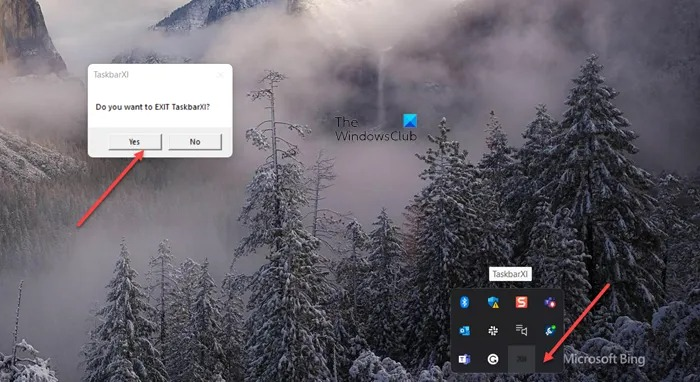 TaskbarXI
Do you want to EXIT TaskbarXI?
Yes
No
The
WindowsClub
TaskbarXI
Microsoft Bing